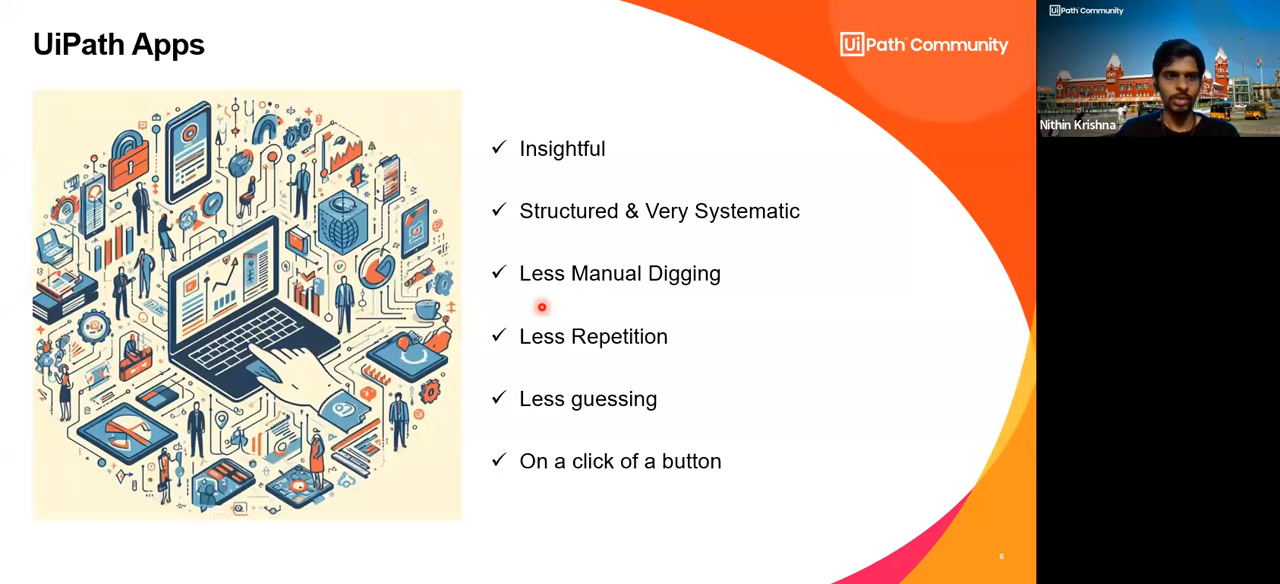 UiPath Apps
UiPath Community
✓ Insightful
✓ Structured & Very Systematic
✓ Less Manual Digging
✓ Less Repetition
✓ Less guessing
✓ On a click of a button
6
UiPath Community
Nithin Krishna